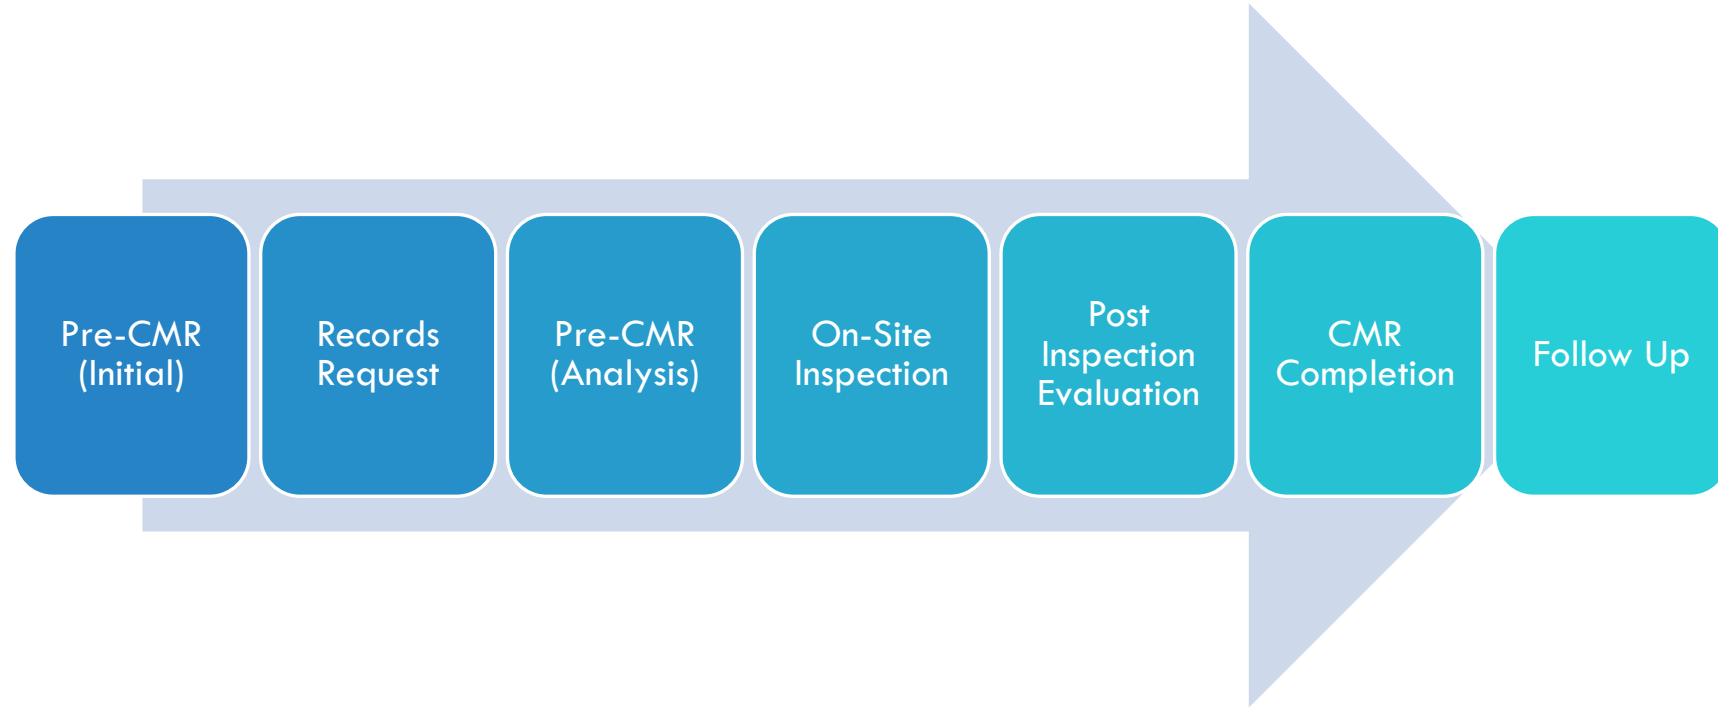 Pre-CMR
(Initial)
Records
Request
Pre-CMR
(Analysis)
On-Site
Inspection
Post
Inspection
Evaluation
CMR
Completion
Follow Up